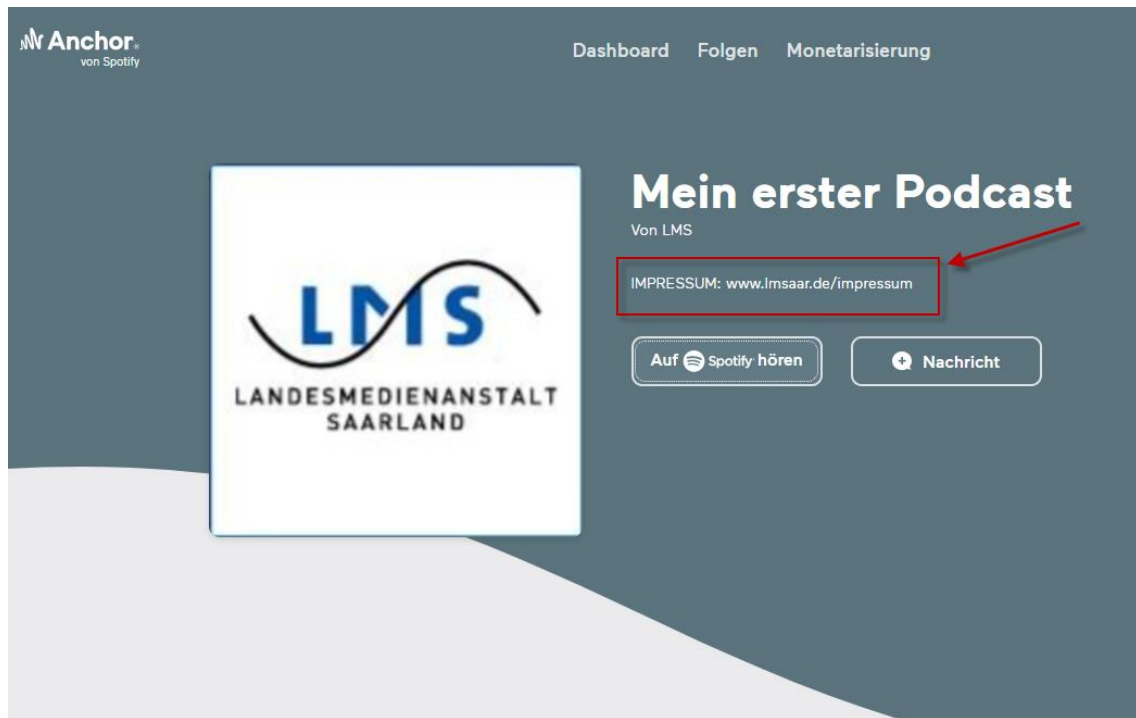 Anchor®
von Spotify
Dashboard Folgen Monetarisierung
LMS
LANDESMEDIENANSTALT
SAARLAND
Mein erster Podcast
Von LMS
IMPRESSUM: www.lmsaar.de/impressum
Auf Spotify hören
Nachricht